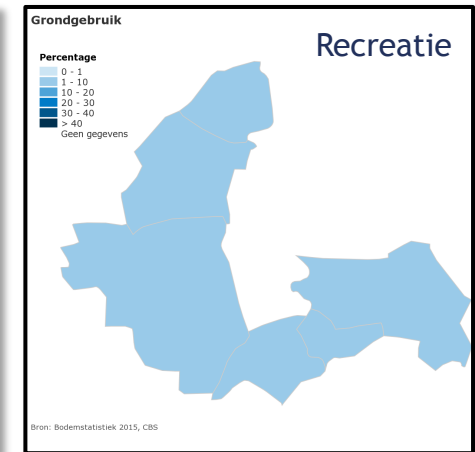 Grondgebruik
Recreatie
Percentage
0 - 1
1 - 10
10 - 20
20 - 30
30 - 40
> 40
Geen gegevens
Bron: Bodemstatistiek 2015, CBS